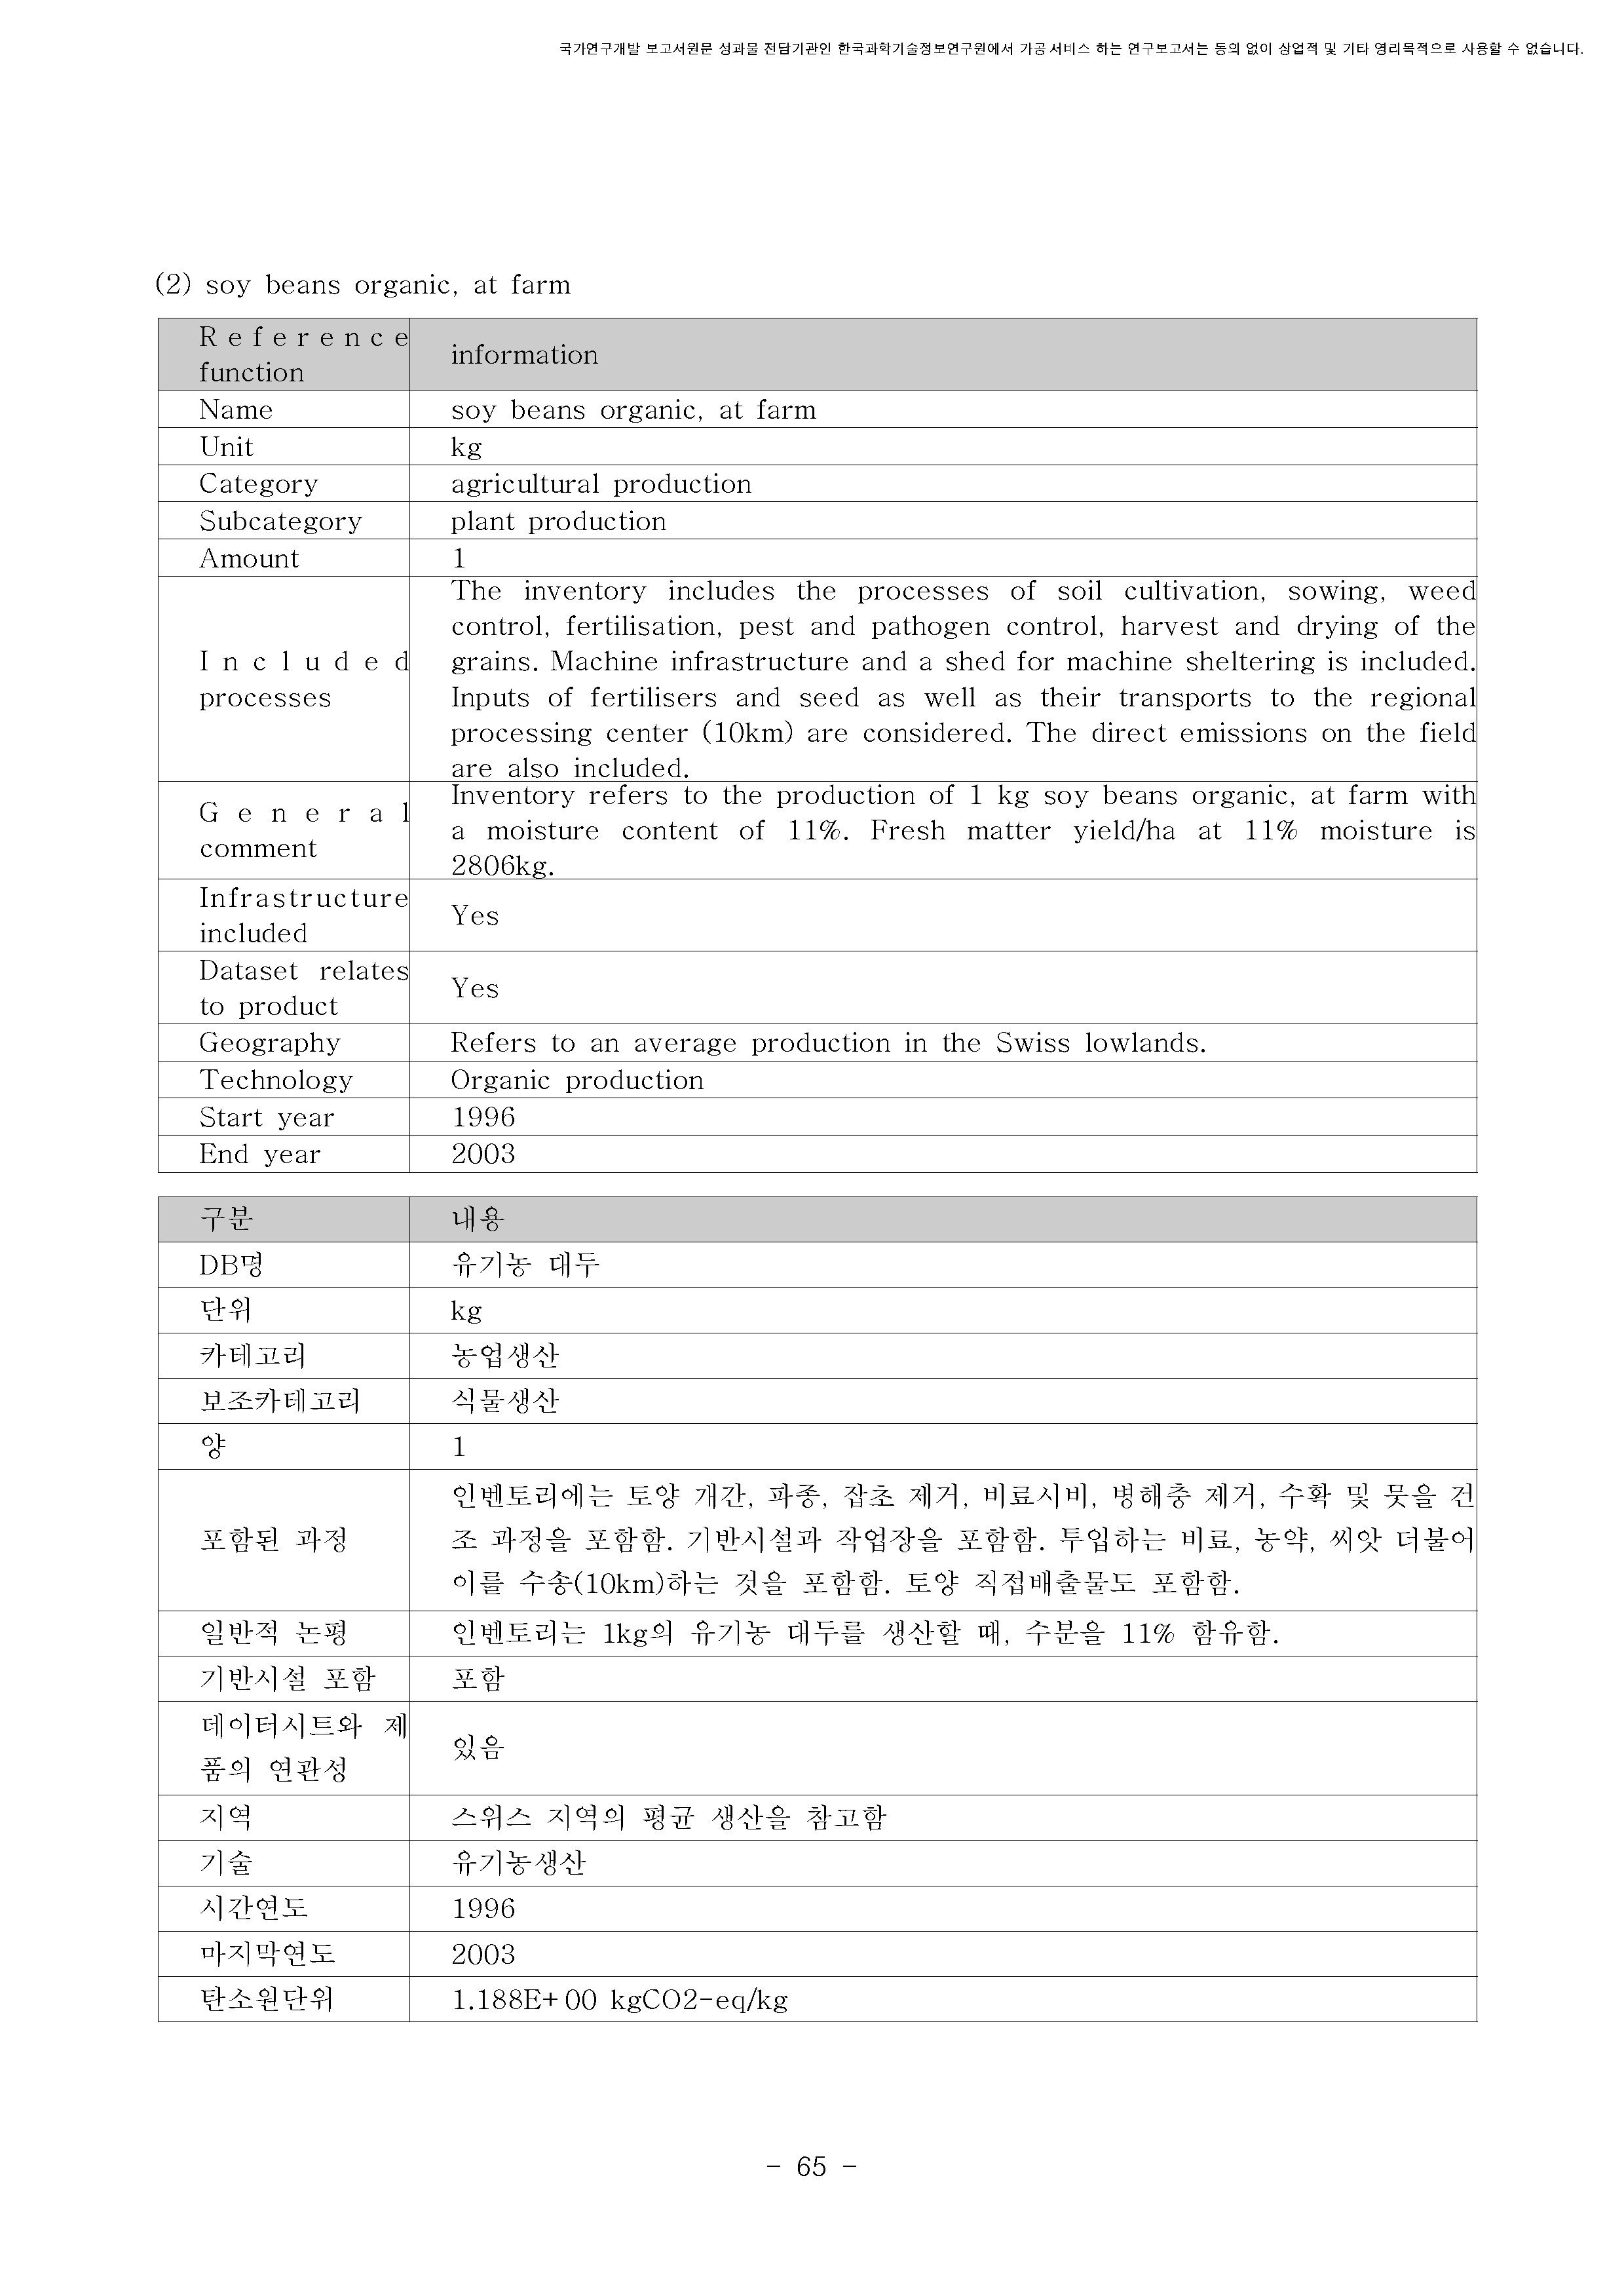 국가연구개발 보고서원문 성과물 전담기관인 한국과학기술정보연구원에서 가공·서비스 하는 연구보고서는 동의 없이 상업적 및 기타 영리목적으로 사용할 수 없습니다.
(2) soy beans organic, at farm
Reference
function
information
Name
soy beans organic, at farm
Unit
kg
Category
agricultural production
Subcategory
plant production
Amount
1
Included
processes
The inventory includes the processes of soil cultivation, sowing, weed
control, fertilisation, pest and pathogen control, harvest and drying of the
grains. Machine infrastructure and a shed for machine sheltering is included.
Inputs of fertilisers and seed as well as their transports to the regional
processing center (10km) are considered. The direct emissions on the field
are also included.
General
comment
Inventory refers to the production of 1 kg soy beans organic, at farm with
a moisture content of 11%. Fresh matter yield/ha at 11% moisture is
2806kg.
Infrastructure
included
Yes
Dataset relates
to product
Yes
Geography
Refers to an average production in the Swiss lowlands.
Technology
Organic production
Start year
1996
End year
2003
구분
내용
DB명
유기농 대두
단위
kg
카테고리
농업생산
보조카테고리
식물생산
양
1
포함된 과정
인벤토리에는 토양 개간, 파종, 잡초 제거, 비료시비, 병해충 제거, 수확 및 뭇을 건
조 과정을 포함함. 기반시설과 작업장을 포함함. 투입하는 비료, 농약, 씨앗 더불어
이를 수송(10km)하는 것을 포함함. 토양 직접배출물도 포함함.
일반적 논평
인벤토리는 1kg의 유기농 대두를 생산할 때, 수분을 11% 함유함.
기반시설 포함
포함
데이터시트와 제
품의 연관성
있음
지역
스위스 지역의 평균 생산을 참고함
기술
유기농생산
시간연도
1996
마지막연도
2003
탄소원단위
1.188E+00 kgCO2-eq/kg
- 65 -